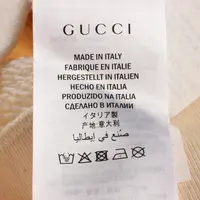 GUCCI
MADE IN ITALY
FABRIQUE EN ITALIE
HERGESTELLT IN ITALIEN
HECHO EN ITALIA
PRODUZIDO NA ITALIA
СДЕЛАНО В ИТАЛИИ
イタリア製
产地:意大利
صنع في إيطاليا